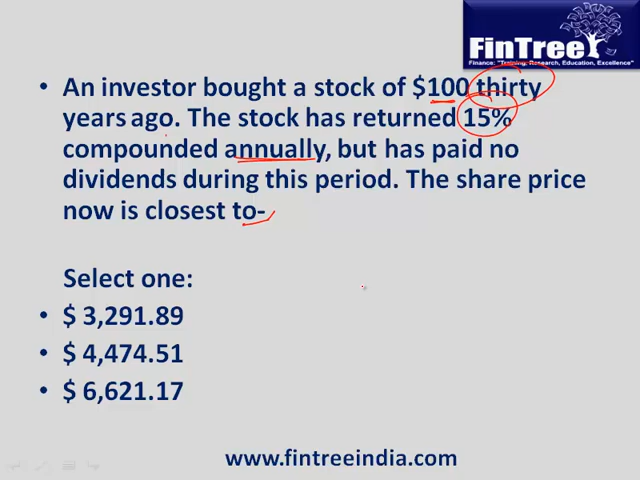 FinTree
Finance: "Training, Research, Education, Excellence"
• An investor bought a stock of $100 thirty
years ago. The stock has returned 15%
compounded annually, but has paid no
dividends during this period. The share price
now is closest to-
Select one:
• $ 3,291.89
• $ 4,474.51
• $ 6,621.17
www.fintreeindia.com